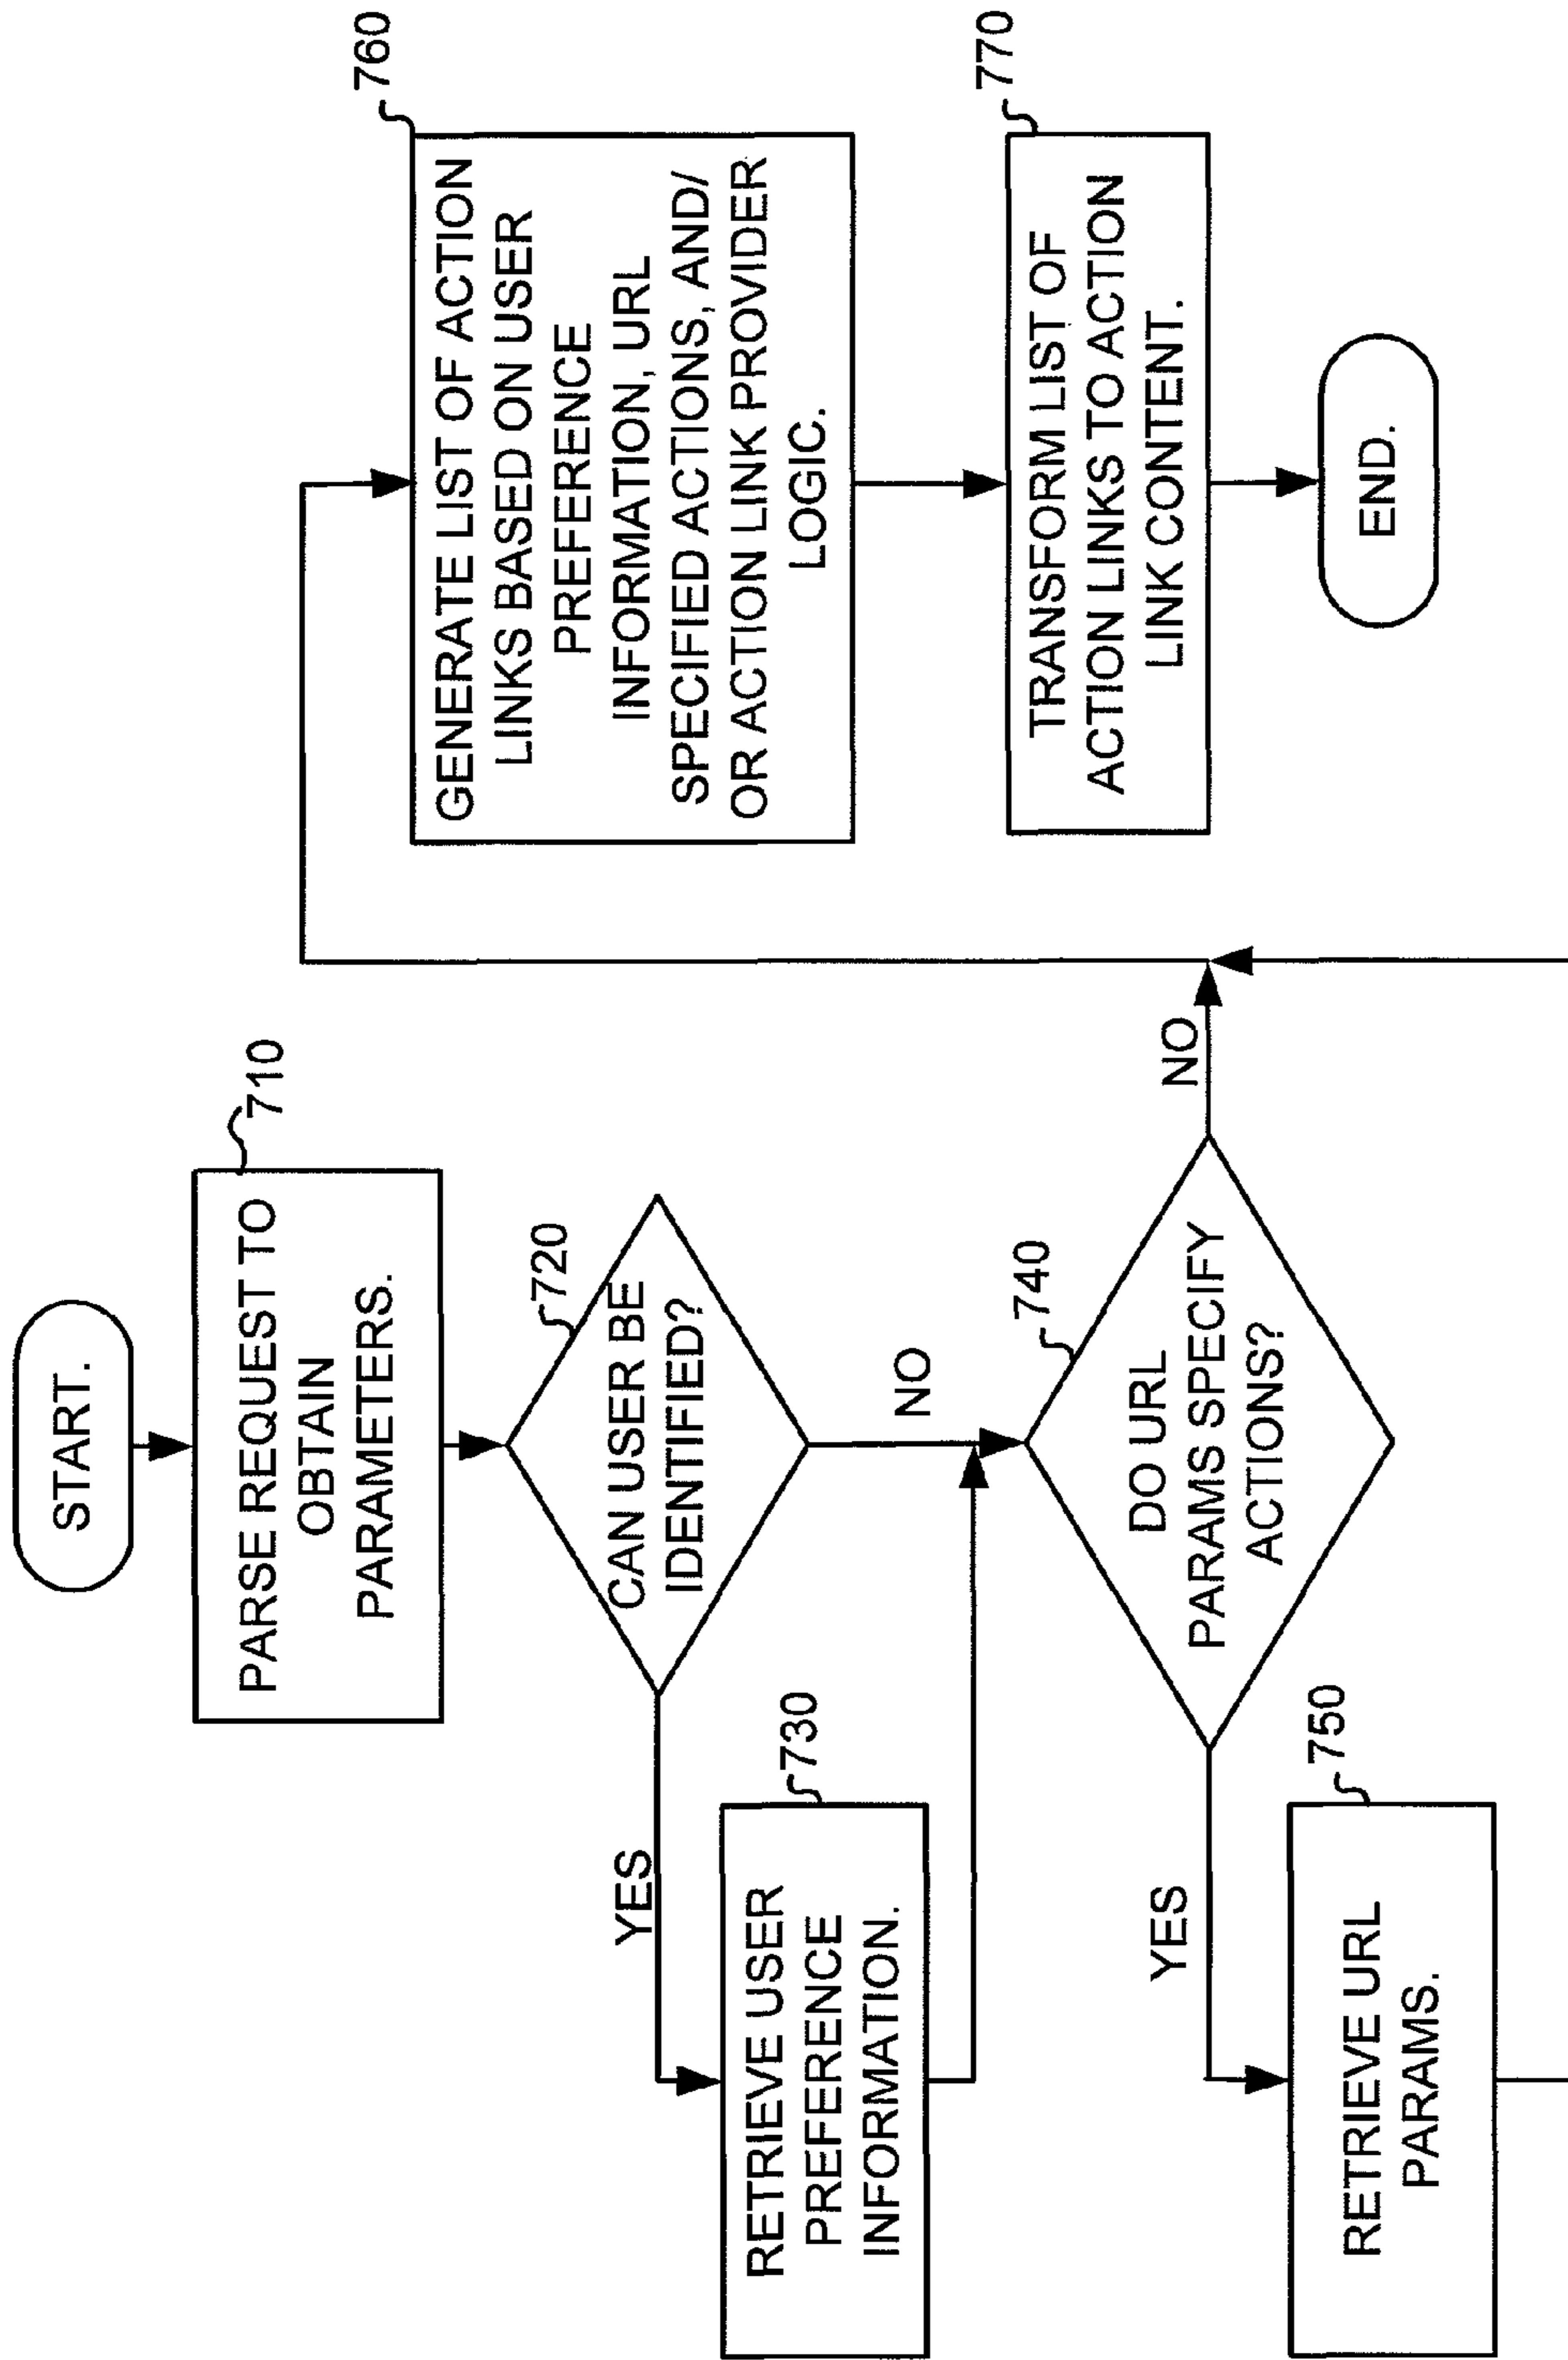 START.
710
PARSE REQUEST TO
OBTAIN
PARAMETERS.
720
CAN USER BE
IDENTIFIED?
YES
NO
730
RETRIEVE USER
PREFERENCE
INFORMATION.
740
DO URL
PARAMS SPECIFY
ACTIONS?
YES
NO
750
RETRIEVE URL
PARAMS.
760
GENERATE LIST OF ACTION
LINKS BASED ON USER
PREFERENCE
INFORMATION, URL
SPECIFIED ACTIONS, AND/
OR ACTION LINK PROVIDER
LOGIC.
770
TRANSFORM LIST OF
ACTION LINKS TO ACTION
LINK CONTENT.
END.